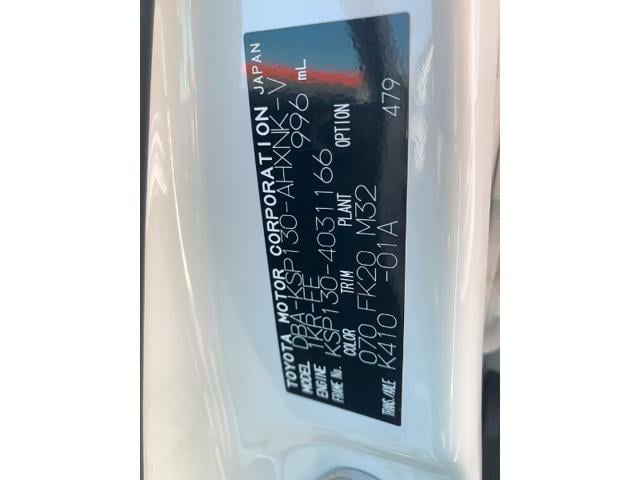 TOYOTA MOTOR CORPORATION JAPAN
MODEL DBA-KSP130-AHXNK-V
ENGINE 1KR-FE 996 mL
FRAME No. KSP130-4031166
COLOR TRIM PLANT OPTION
070 FK20 M32 479
TRANS./AXLE K410 -01A